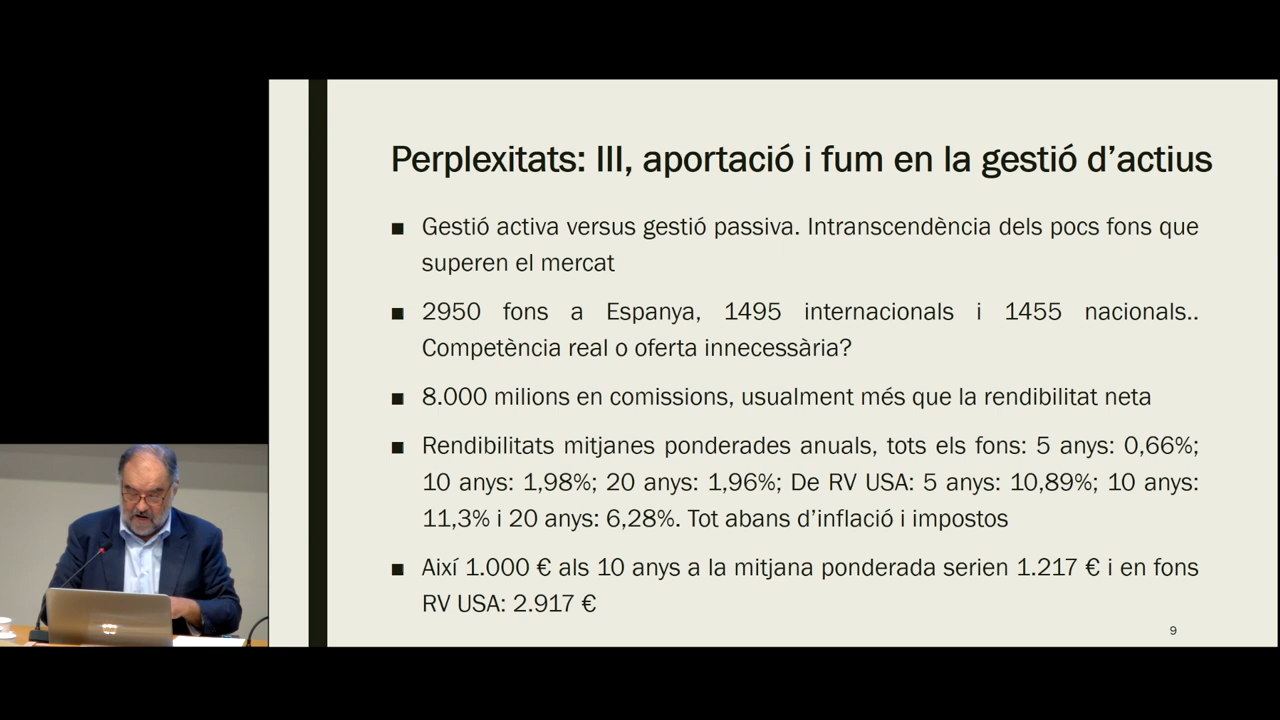 Perplexitats: III, aportació i fum en la gestió d'actius
■ Gestió activa versus gestió passiva. Intranscendència dels pocs fons que
superen el mercat
■ 2950 fons a Espanya, 1495 internacionals i 1455 nacionals..
Competència real o oferta innecessària?
■ 8.000 milions en comissions, usualment més que la rendibilitat neta
■ Rendibilitats mitjanes ponderades anuals, tots els fons: 5 anys: 0,66%;
10 anys: 1,98%; 20 anys: 1,96%; De RV USA: 5 anys: 10,89%; 10 anys:
11,3% i 20 anys: 6,28%. Tot abans d'inflació i impostos
■ Així 1.000 € als 10 anys a la mitjana ponderada serien 1.217 € i en fons
RV USA: 2.917 €
9